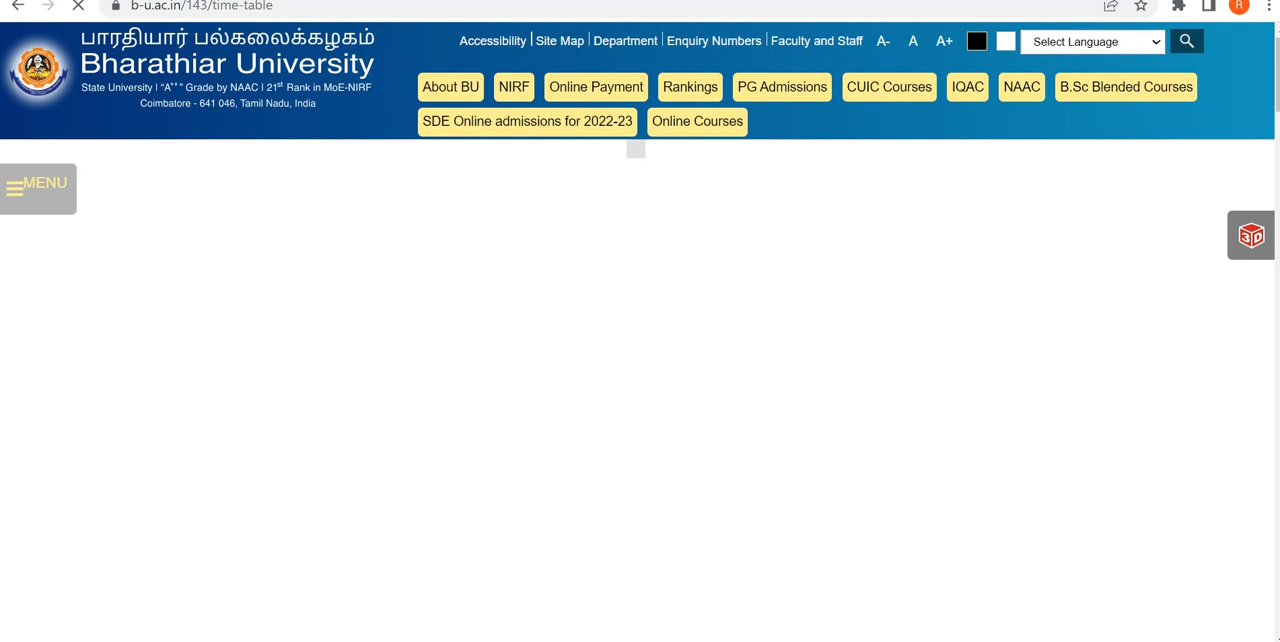 b-u.ac.in/143/time-table
R
பாரதியார் பல்கலைக்கழகம்
Bharathiar University
State University | "A++" Grade by NAAC | 21st Rank in MoE-NIRF
Coimbatore - 641 046, Tamil Nadu, India
Accessibility | Site Map | Department | Enquiry Numbers | Faculty and Staff A- A A+ Select Language
About BU NIRF Online Payment Rankings PG Admissions CUIC Courses IQAC NAAC B.Sc Blended Courses
SDE Online admissions for 2022-23 Online Courses
MENU
3D